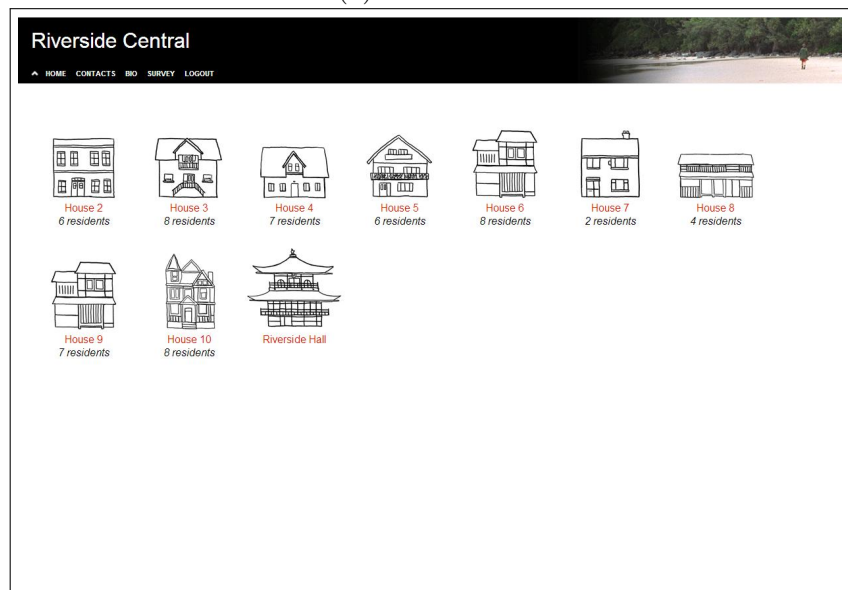 Riverside Central
HOME CONTACTS BIO SURVEY LOGOUT
House 2 House 3 House 4 House 5 House 6 House 7 House 8
6 residents 8 residents 7 residents 6 residents 8 residents 2 residents 4 residents
House 9 House 10 Riverside Hall
7 residents 8 residents